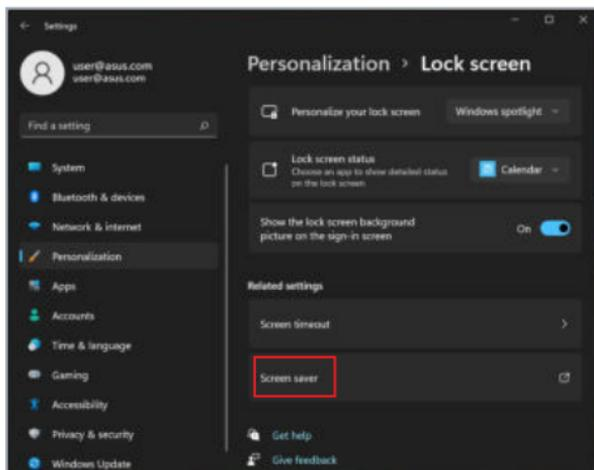 Settings
user@asus.com
user@asus.com
Find a setting
System
Bluetooth & devices
Network & internet
Personalization
Apps
Accounts
Time & language
Gaming
Accessibility
Privacy & security
Windows Update
Personalization > Lock screen
Personalize your lock screen
Windows spotlight
Lock screen status
Choose an app to show detailed status
on the lock screen
Calendar
Show the lock screen background
picture on the sign-in screen
On
Related settings
Screen timeout
Screen saver
Get help
Give feedback